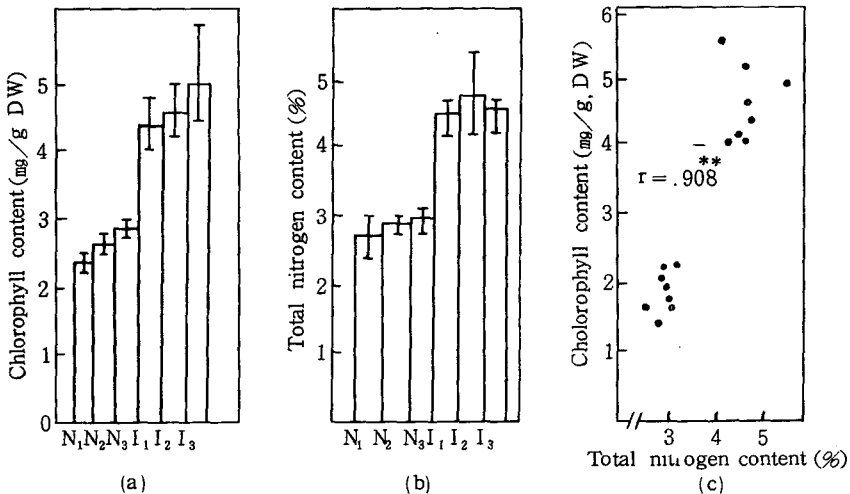 Chlorophyll content (mg/g DW)
5
4
3
2
1
0
N₁ N₂ N₃ I₁ I₂ I₃
(a)
Total nitrogen content (%)
5
4
3
2
1
N₁ N₂ N₃ I₁ I₂ I₃
(b)
Cholorophyll content (mg/g, DW)
6
5
4
3
2
1
**
r = .908
3 4 5
Total content (%)
(c)